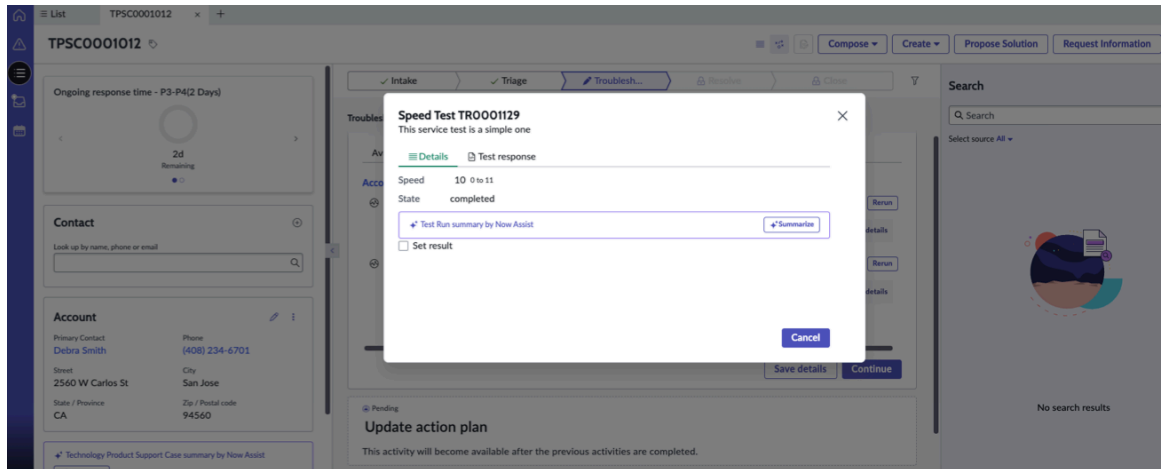 List
TPSC0001012
TPSC0001012
Compose
Create
Propose Solution
Request Information
Ongoing response time - P3-P4(2 Days)
2d
Remaining
Contact
Look up by name, phone or email
Account
Primary Contact
Debra Smith
Phone
(408) 234-6701
Street
2560 W Carlos St
City
San Jose
State / Province
CA
Zip / Postal code
94560
Technology Product Support Case summary by Now Assist
Intake
Triage
Troublesh...
Resolve
Close
Troubles
Av
Acco
Rerun
details
Rerun
details
Speed Test TR0001129
This service test is a simple one
Details
Test response
Speed 10 0 to 11
State completed
Test Run summary by Now Assist
Summarize
Set result
Cancel
Save details
Continue
Pending
Update action plan
This activity will become available after the previous activities are completed.
Search
Search
Select source All
No search results